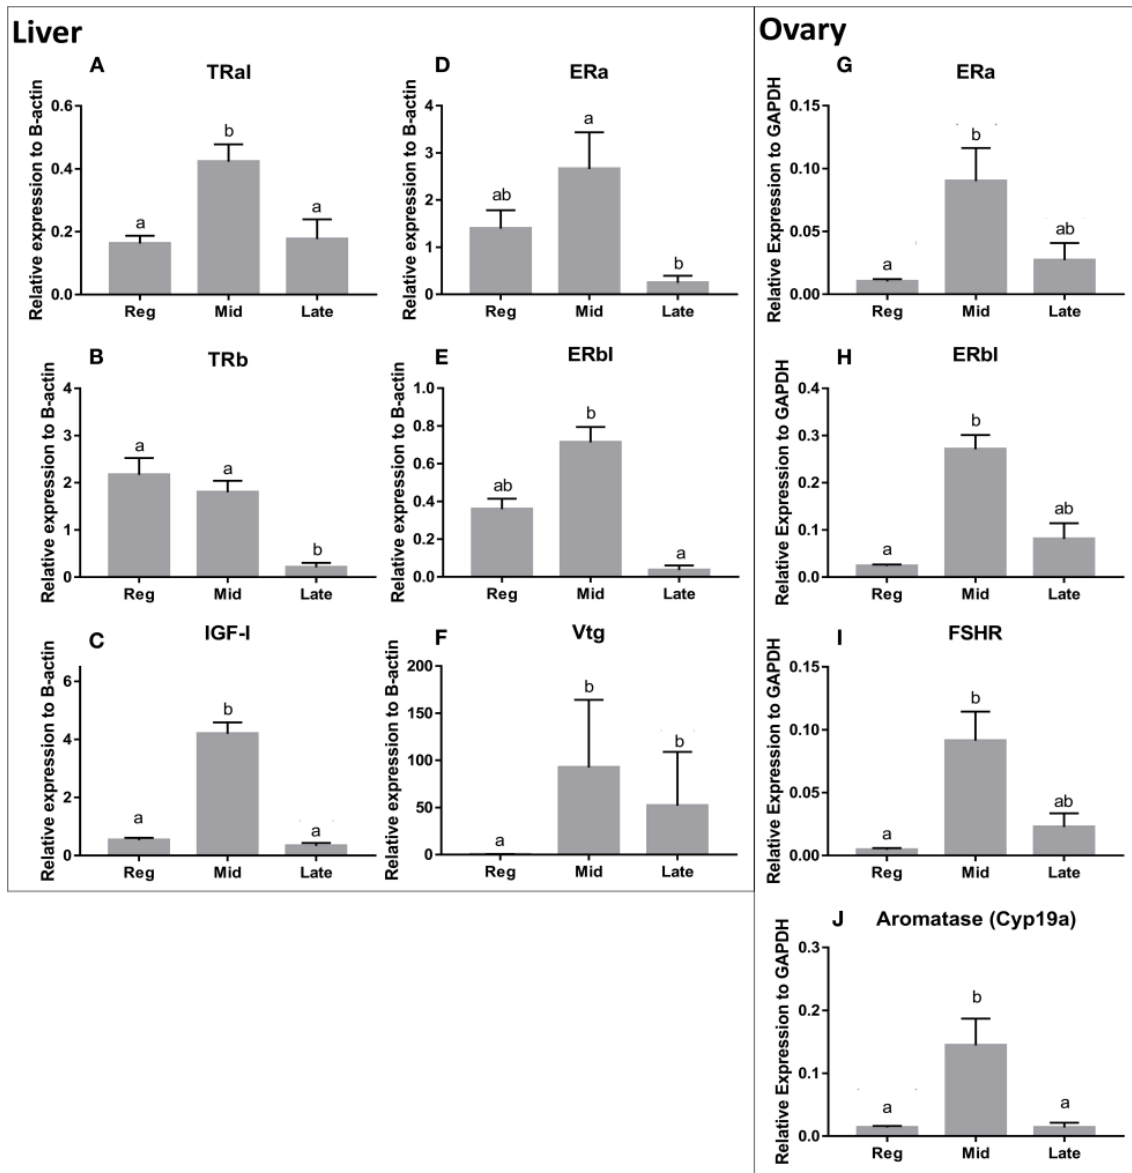 Liver
A
TRal
Relative expression to B-actin
0.6
0.4
0.2
0.0
a
b
a
Reg Mid Late
D
ERa
Relative expression to B-actin
4
3
2
1
0
ab
a
b
Reg Mid Late
B
TRb
Relative expression to B-actin
4
3
2
1
0
a
a
b
Reg Mid Late
E
ERbl
Relative expression to B-actin
1.0
0.8
0.6
0.4
0.2
0.0
ab
b
a
Reg Mid Late
C
IGF-I
Relative expression to B-actin
6
4
2
0
a
b
a
Reg Mid Late
F
Vtg
Relative expression to B-actin
200
150
100
50
0
a
b
b
Reg Mid Late
Ovary
G
ERa
Relative Expression to GAPDH
0.15
0.10
0.05
0.00
a
b
ab
Reg Mid Late
H
ERbl
Relative Expression to GAPDH
0.4
0.3
0.2
0.1
0.0
a
b
ab
Reg Mid Late
I
FSHR
Relative Expression to GAPDH
0.15
0.10
0.05
0.00
a
b
ab
Reg Mid Late
J
Aromatase (Cyp19a)
Relative Expression to GAPDH
0.3
0.2
0.1
0.0
a
b
a
Reg Mid Late